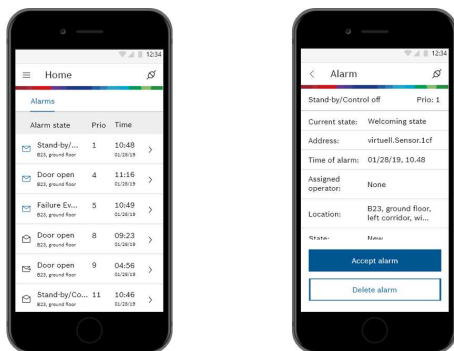 12:34
Home
Alarms
Alarm state Prio Time
Stand-by/... 1 10:48
B23, ground floor 01/28/19
Door open 4 11:16
B23, ground floor 01/28/19
Failure Ev... 5 10:49
B23, ground floor 01/28/19
Door open 8 09:23
B23, ground floor 01/28/19
Door open 9 04:56
B23, ground floor 01/28/19
Stand-by/Co... 11 10:46
B23, ground floor 01/28/19
12:34
Alarm
Stand-by/Control off Prio: 1
Current state: Welcoming state
Address: virtuell.Sensor.1cf
Time of alarm: 01/28/19, 10.48
Assigned
operator: None
Location: B23, ground floor,
left corridor, wi...
State: New
Accept alarm
Delete alarm